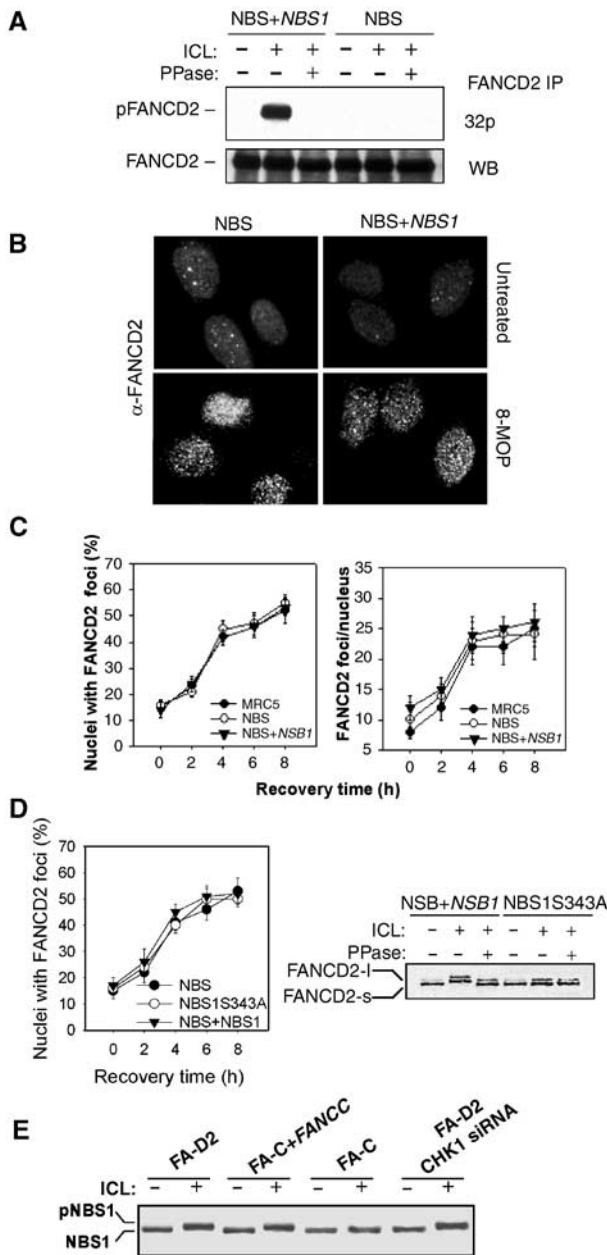 A
NBS+NBS1 NBS
ICL: – + + – + +
PPase: – + – +
FANCD2 IP
pFANCD2 –
32p
FANCD2 –
WB
B
NBS NBS+NBS1
α-FANCD2
Untreated
8-MOP
C
Nuclei with FANCD2 foci (%)
70
60
50
40
30
20
10
0
MRC5
NBS
NBS+NSB1
0 2 4 6 8
FANCD2 foci/nucleus
35
30
25
20
15
10
5
MRC5
NBS
NBS+NSB1
0 2 4 6 8
Recovery time (h)
D
Nuclei with FANCD2 foci (%)
70
60
50
40
30
20
10
0
NBS
NBS1S343A
NBS+NBS1
0 2 4 6 8
Recovery time (h)
NSB+NSB1 NBS1S343A
ICL: – + + – + +
PPase: – – + – – +
FANCD2-l
FANCD2-s
E
FA-D2 FA-C+FANCC FA-C FA-D2 CHK1 siRNA
ICL: – + – + – + – +
pNBS1
NBS1